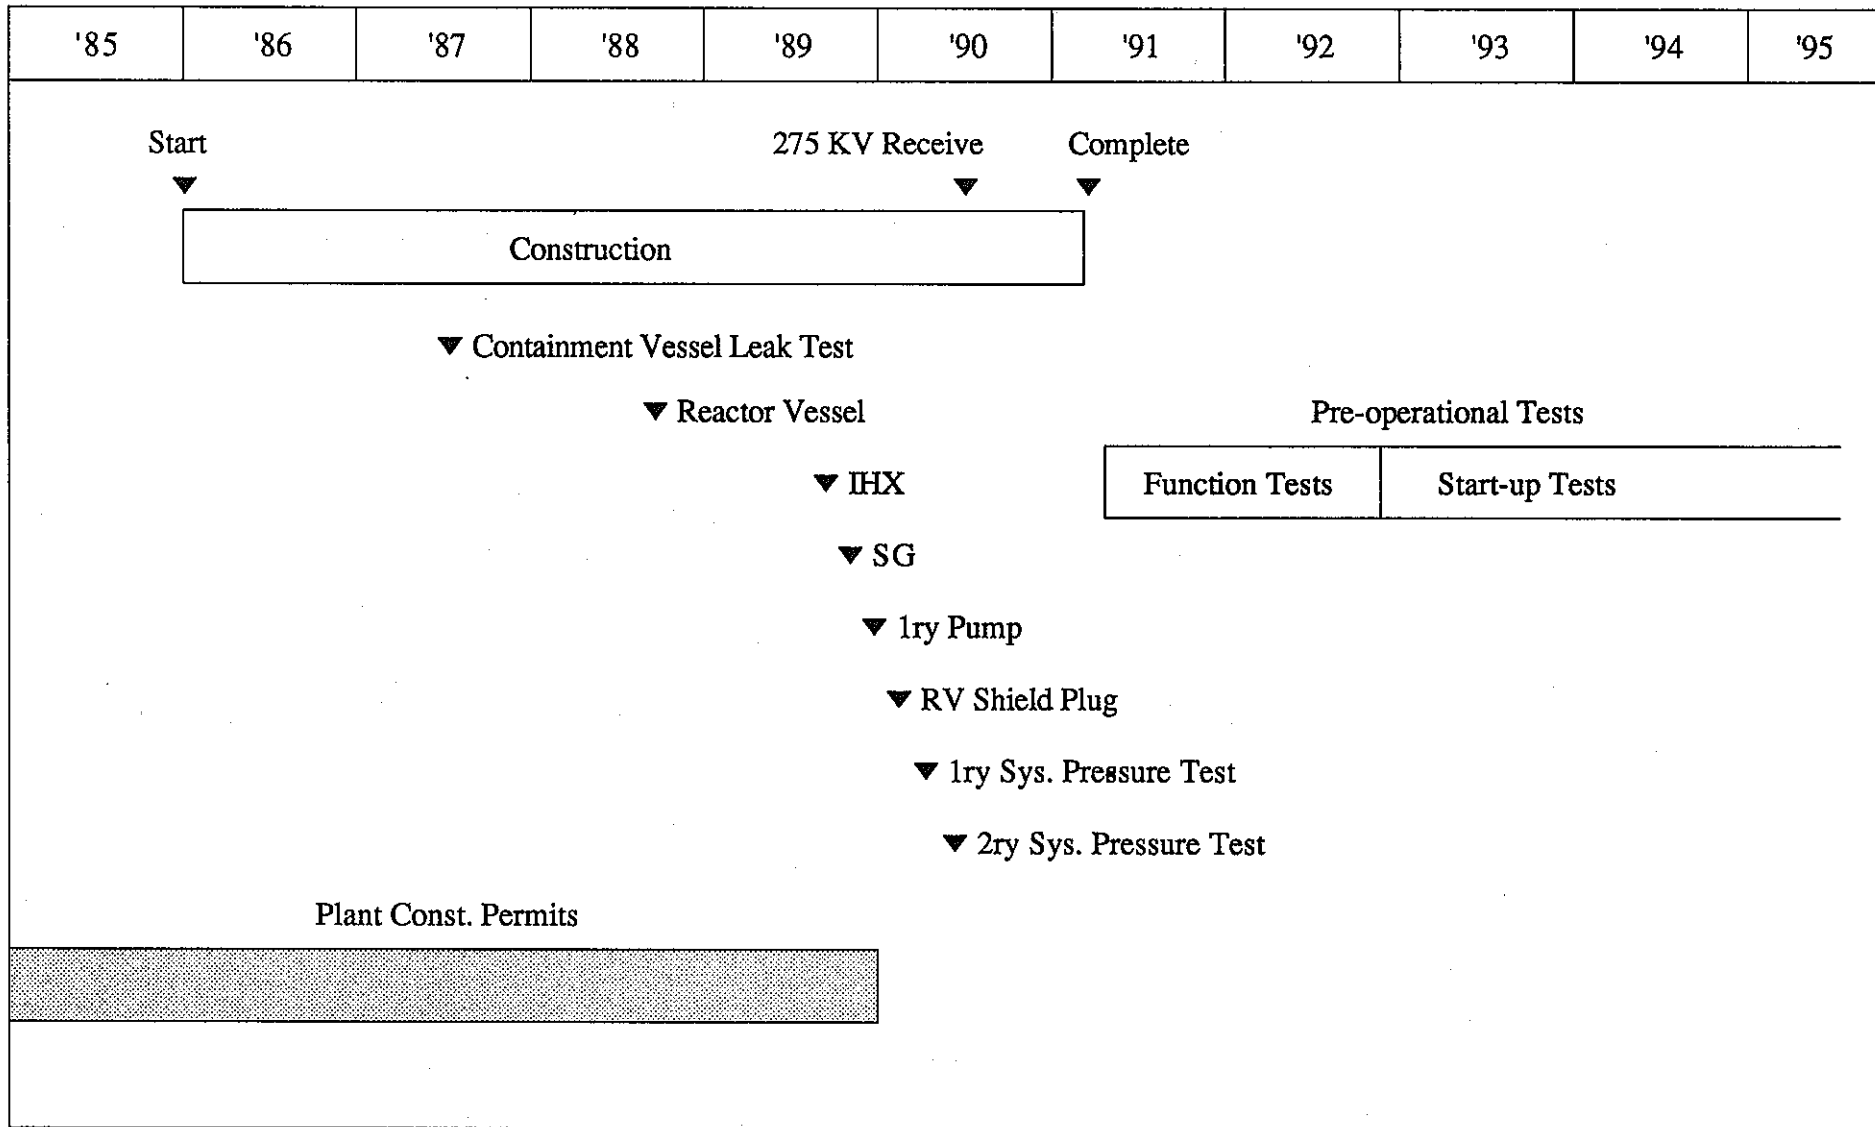 '85 '86 '87 '88 '89 '90 '91 '92 '93 '94 '95
Start 275 KV Receive Complete
Construction
Containment Vessel Leak Test
Reactor Vessel Pre-operational Tests
IHX Function Tests Start-up Tests
SG
1ry Pump
RV Shield Plug
1ry Sys. Pressure Test
2ry Sys. Pressure Test
Plant Const. Permits